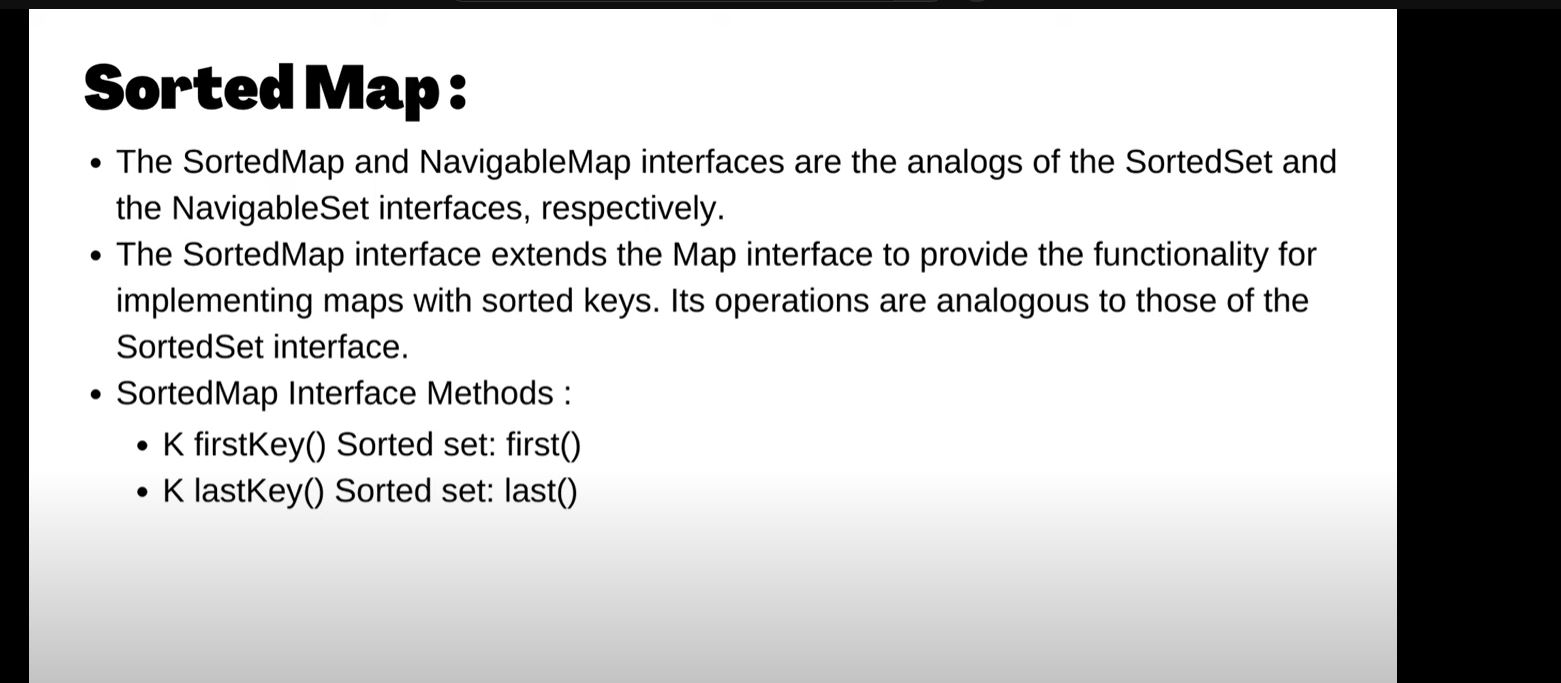 Sorted Map :
• The SortedMap and NavigableMap interfaces are the analogs of the SortedSet and
the NavigableSet interfaces, respectively.
• The SortedMap interface extends the Map interface to provide the functionality for
implementing maps with sorted keys. Its operations are analogous to those of the
SortedSet interface.
• SortedMap Interface Methods :
• K firstKey() Sorted set: first()
• K lastKey() Sorted set: last()